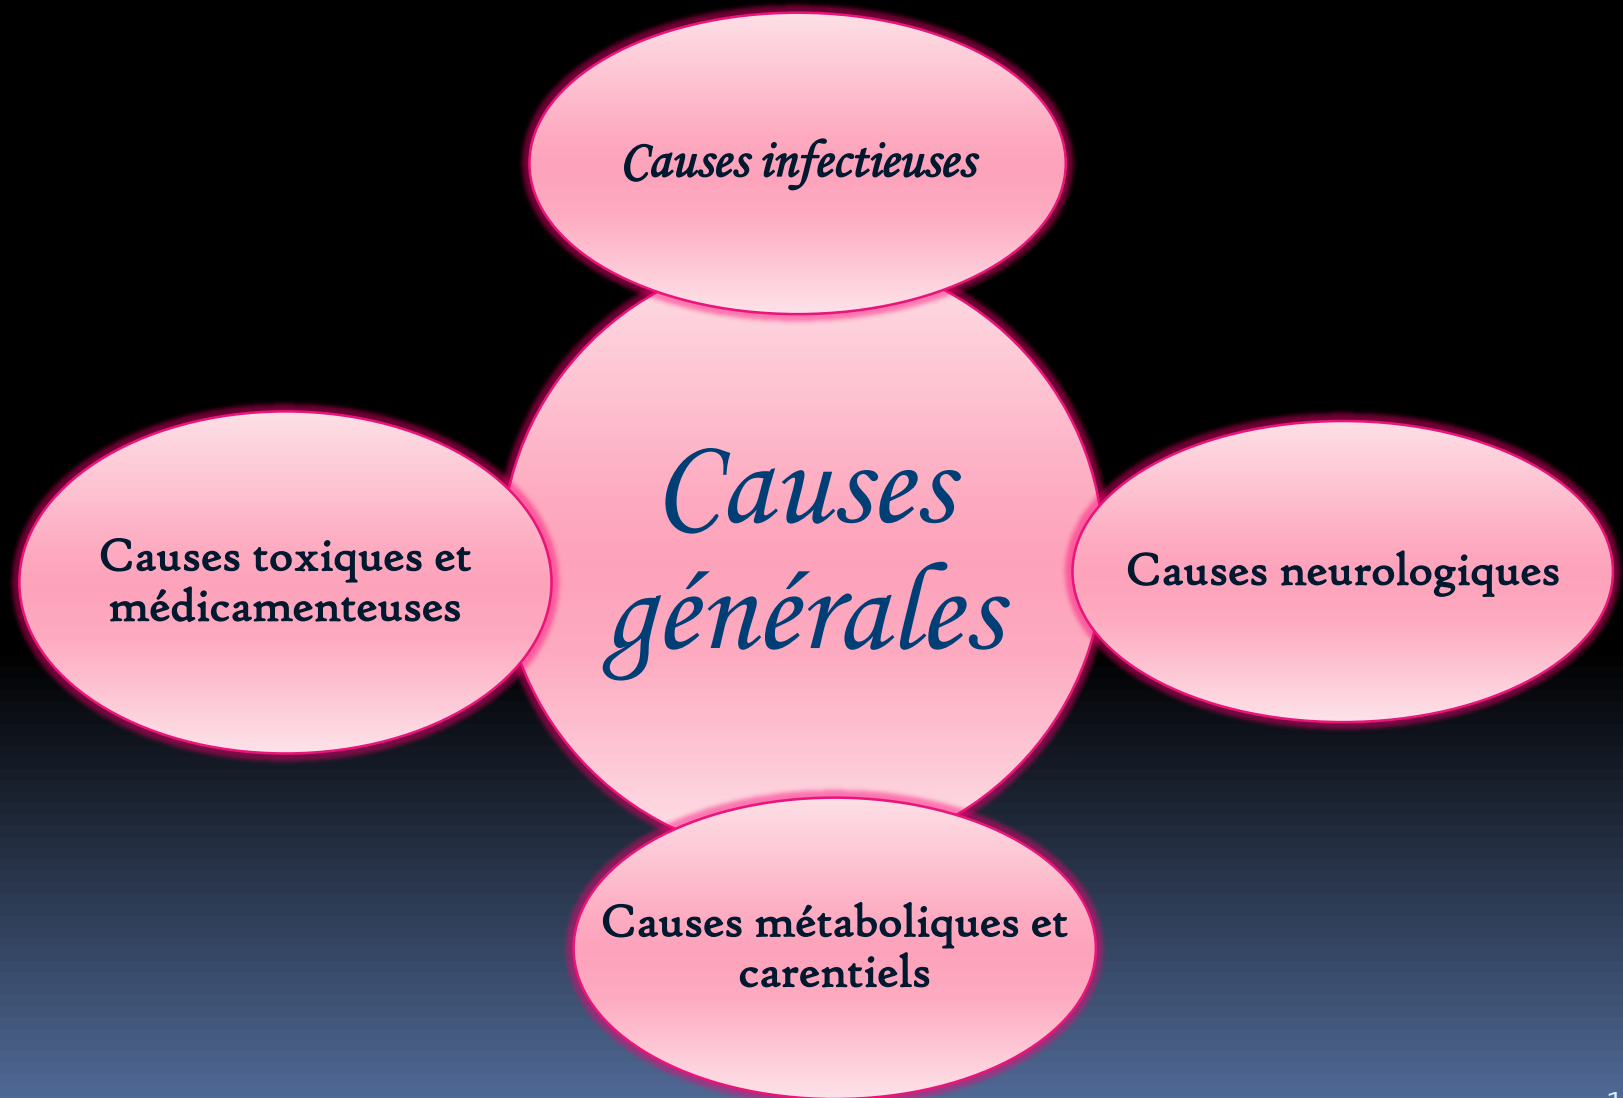 Causes infectieuses
Causes
générales
Causes toxiques et
médicamenteuses
Causes neurologiques
Causes métaboliques et
carentiels